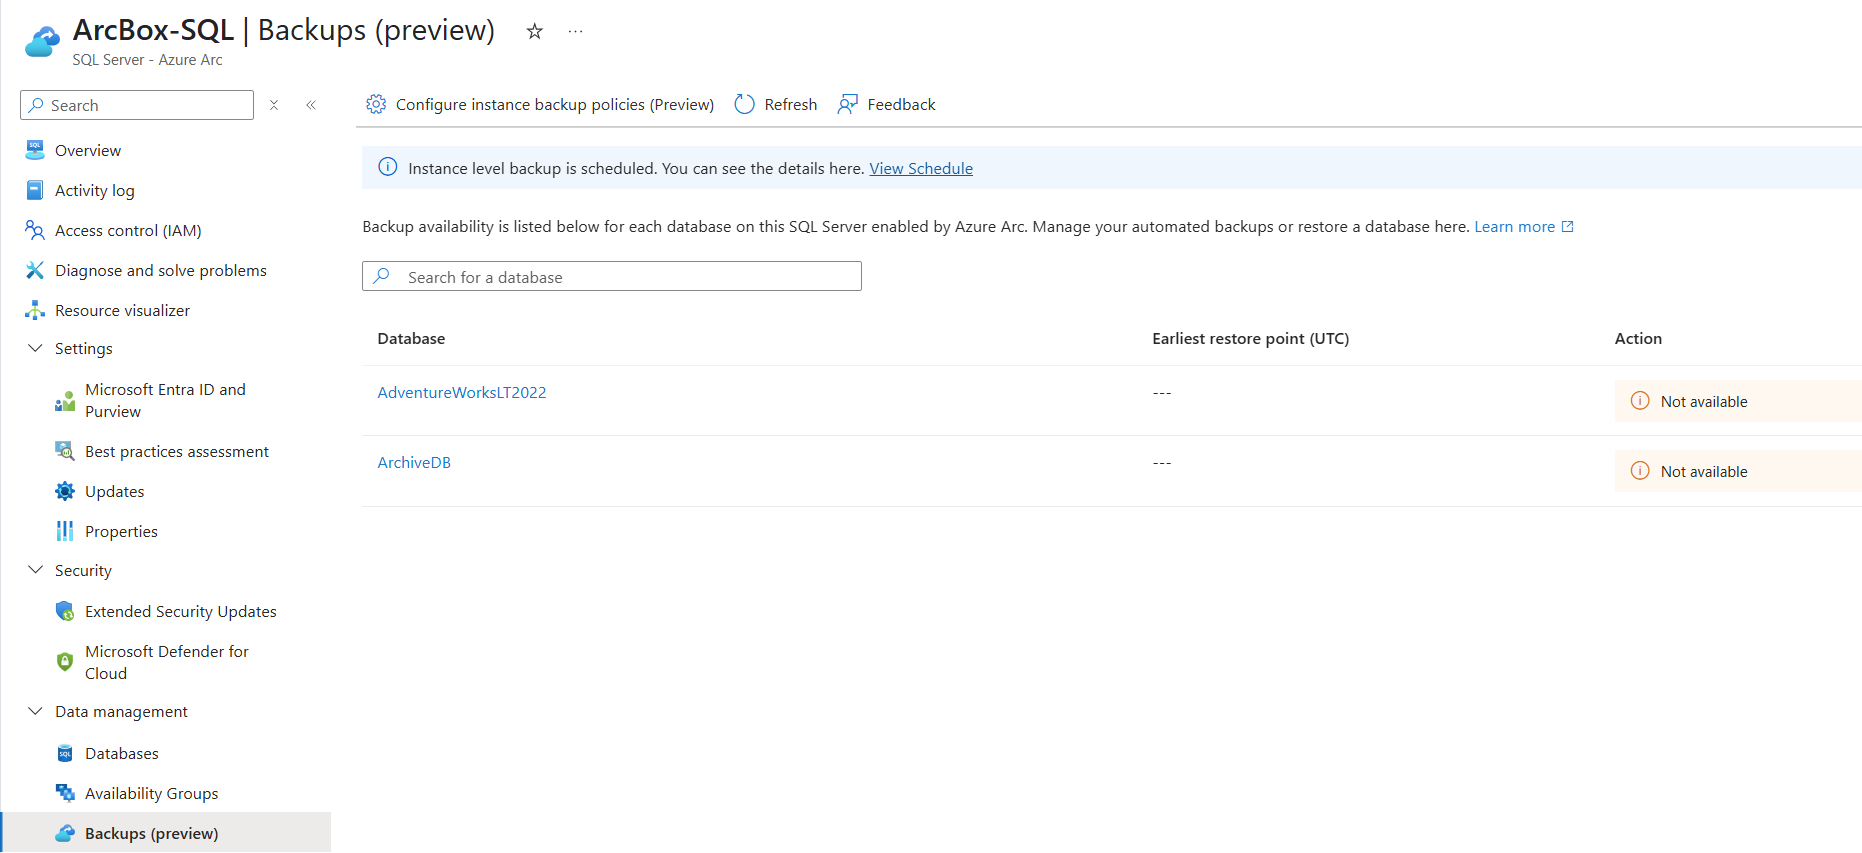 ArcBox-SQL | Backups (preview)
SQL Server - Azure Arc
Search
Configure instance backup policies (Preview)
Refresh
Feedback
Overview
Activity log
Access control (IAM)
Diagnose and solve problems
Resource visualizer
Settings
Microsoft Entra ID and
Purview
Best practices assessment
Updates
Properties
Security
Extended Security Updates
Microsoft Defender for
Cloud
Data management
Databases
Availability Groups
Backups (preview)
Instance level backup is scheduled. You can see the details here. View Schedule
Backup availability is listed below for each database on this SQL Server enabled by Azure Arc. Manage your automated backups or restore a database here. Learn more
Search for a database
Database Earliest restore point (UTC) Action
AdventureWorksLT2022 --- Not available
ArchiveDB --- Not available